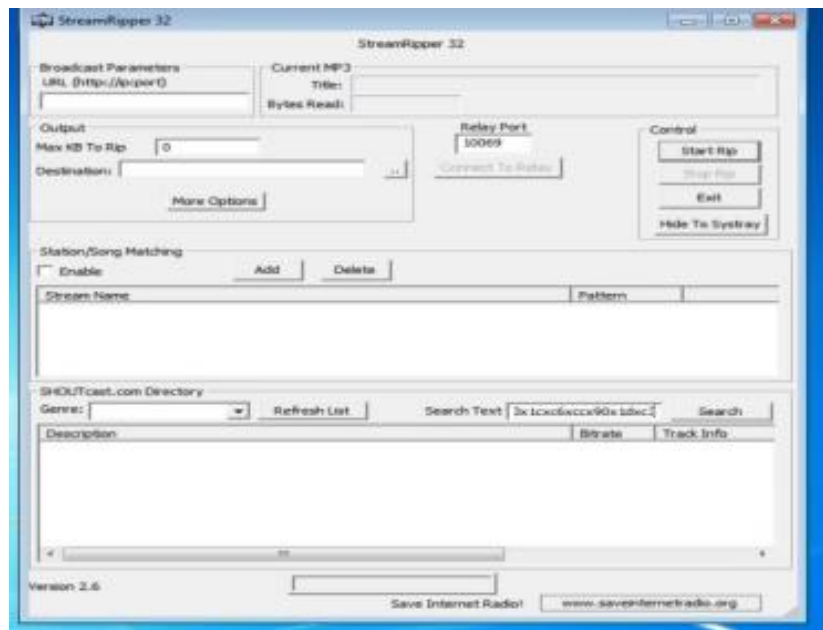 StreamRipper 32
StreamRipper 32
Broadcast Parameters
URL (http://ip:port)
Current MP3
Title:
Bytes Read:
Output
Max KB To Rip 0
Destination: ..
More Options
Relay Port
10069
Connect To Relay
Control
Start Rip
Stop Rip
Exit
Hide To Systray
Station/Song Matching
Enable Add Delete
Stream Name Pattern
SHOUTcast.com Directory
Genre: Refresh List Search Text Search
Description Bitrate Track Info
Version 2.6
Save Internet Radio! www.saveinternetradio.org